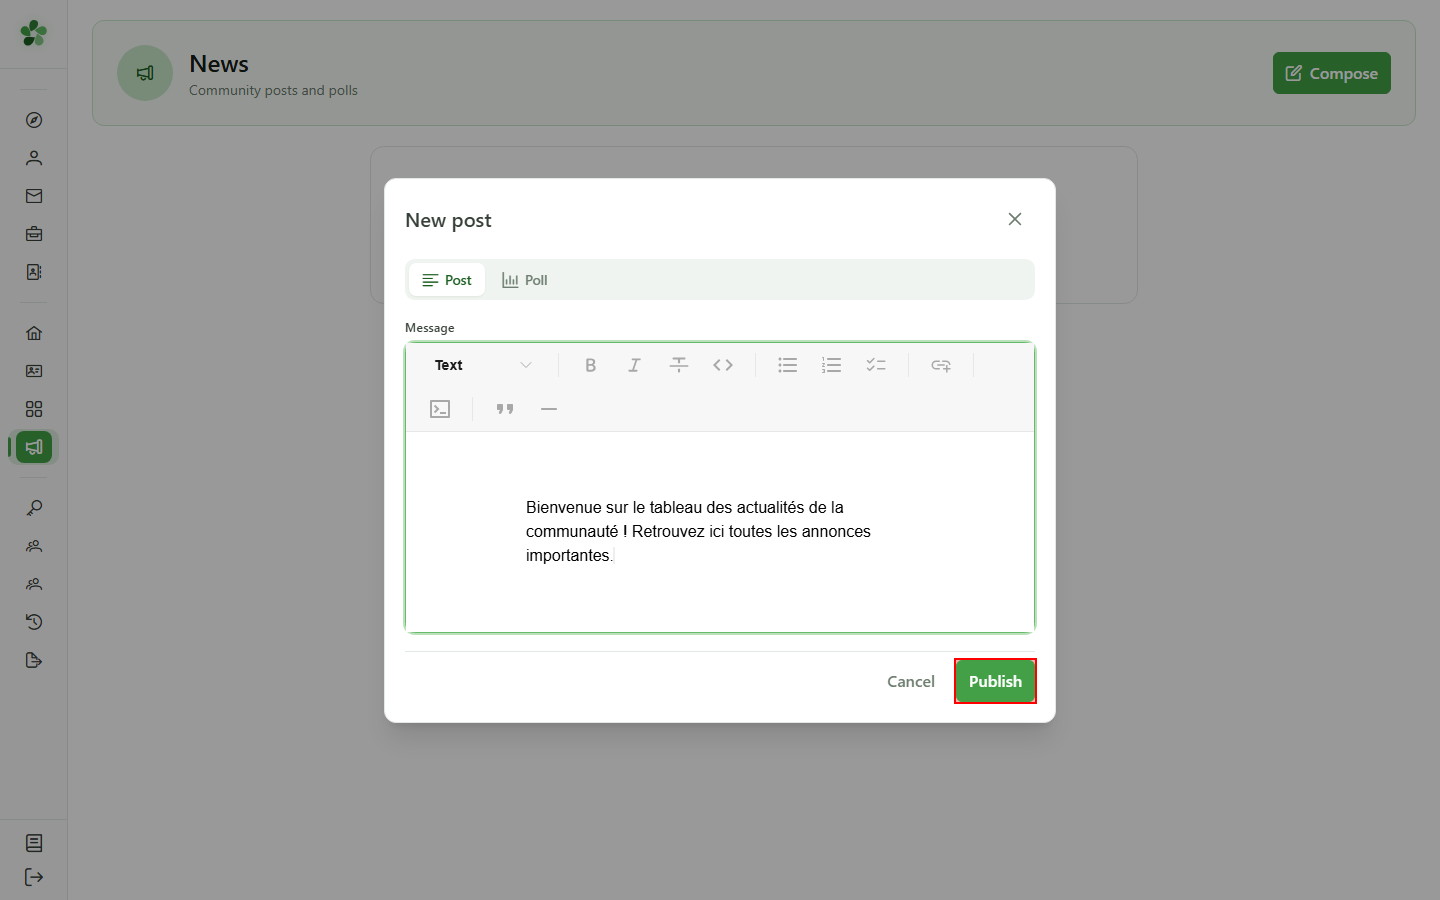 News
Community posts and polls
Compose
New post
Post
Poll
Message
Text
Bienvenue sur le tableau des actualités de la
communauté ! Retrouvez ici toutes les annonces
importantes.
Cancel
Publish